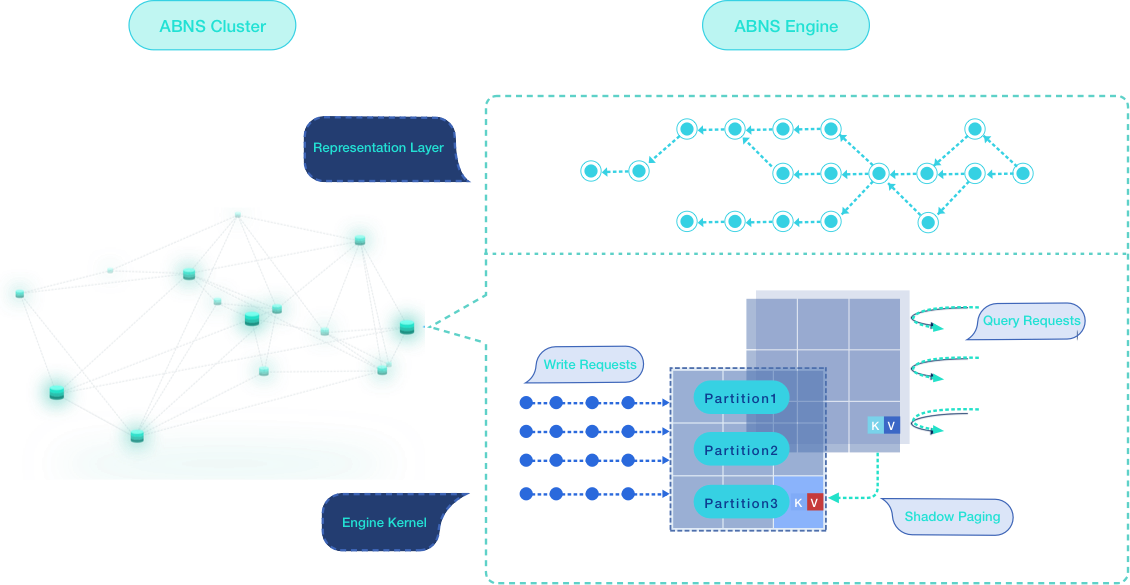 ABNS Cluster
ABNS Engine
Representation Layer
Query Requests
Write Requests
Partition1
K V
Partition2
Partition3
K V
Engine Kernel
Shadow Paging